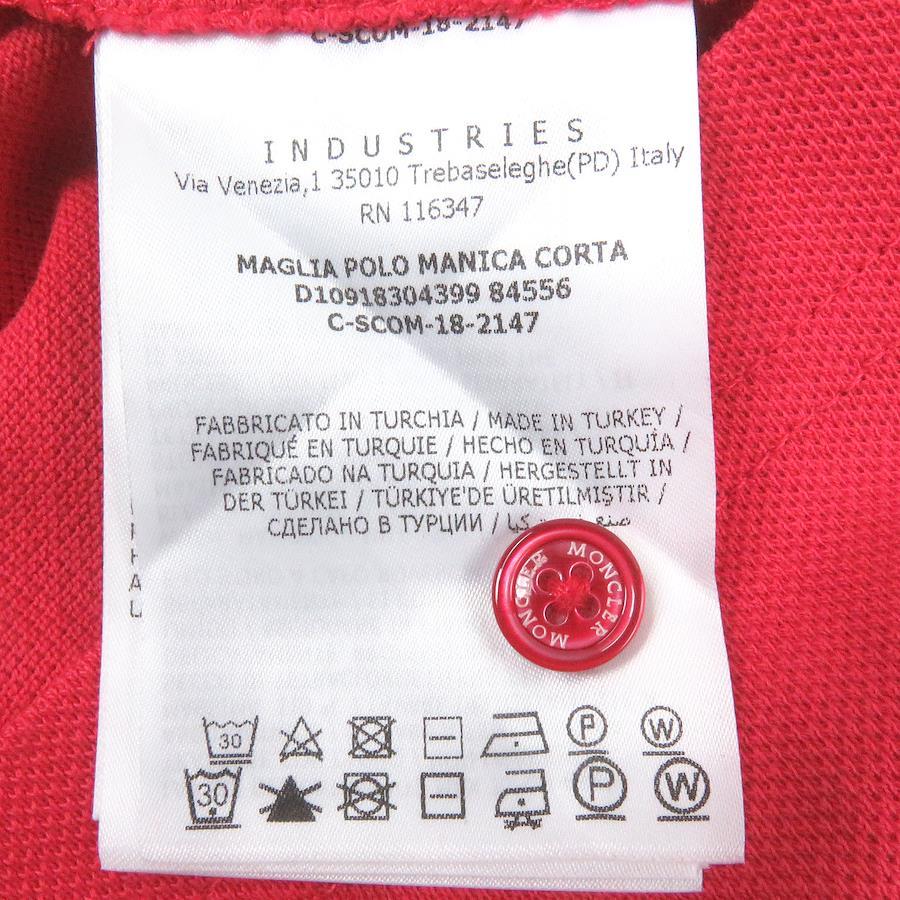 C-SCOM-18-2147
INDUSTRIES
Via Venezia,1 35010 Trebaseleghe(PD) Italy
RN 116347
MAGLIA POLO MANICA CORTA
D10918304399 84556
C-SCOM-18-2147
FABBRICATO IN TURCHIA / MADE IN TURKEY /
FABRIQUÉ EN TURQUIE / HECHO EN TURQUÍA /
FABRICADO NA TURQUIA / HERGESTELLT IN
DER TÜRKEI / TÜRKIYE'DE ÜRETILMIŞTIR /
СДЕЛАНО В ТУРЦИИ /
MONCLER MONCLER
30 P W
30 P W